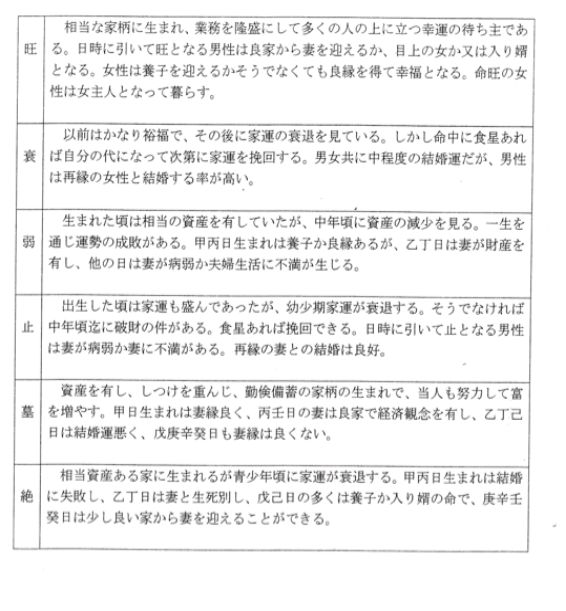 旺
相当な家柄に生まれ、業務を隆盛にして多くの人の上に立つ幸運の待ち主であ
る。日時に引いて旺となる男性は良家から妻を迎えるか、目上の女か又は入り婿
となる。女性は養子を迎えるかそうでなくても良縁を得て幸福となる。命旺の女
性は女主人となって暮らす。
衰
以前はかなり裕福で、その後に家運の衰退を見ている。しかし命中に食星あれ
ば自分の代になって次第に家運を挽回する。男女共に中程度の結婚運だが、男性
は再縁の女性と結婚する率が高い。
弱
生まれた頃は相当の資産を有していたが、中年頃に資産の減少を見る。一生を
通じ運勢の成敗がある。甲丙日生まれは養子か良縁あるが、乙丁日は妻が財産を
有し、他の日は妻が病弱か夫婦生活に不満が生じる。
止
出生した頃は家運も盛んであったが、幼少期家運が衰退する。そうでなければ
中年頃迄に破財の件がある。食星あれば挽回できる。日時に引いて止となる男性
は妻が病弱か妻に不満がある。再縁の妻との結婚は良好。
墓
資産を有し、しつけを重んじ、勤倹備蓄の家柄の生まれで、当人も努力して富
を増やす。甲日生まれは妻縁良く、丙壬日の妻は良家で経済観念を有し、乙丁己
日は結婚運悪く、戊庚辛癸日も妻縁は良くない。
絶
相当資産ある家に生まれるが青少年頃に家運が衰退する。甲丙日生まれは結婚
に失敗し、乙丁日は妻と生死別し、戊己日の多くは養子か入り婿の命で、庚辛壬
癸日は少し良い家から妻を迎えることができる。